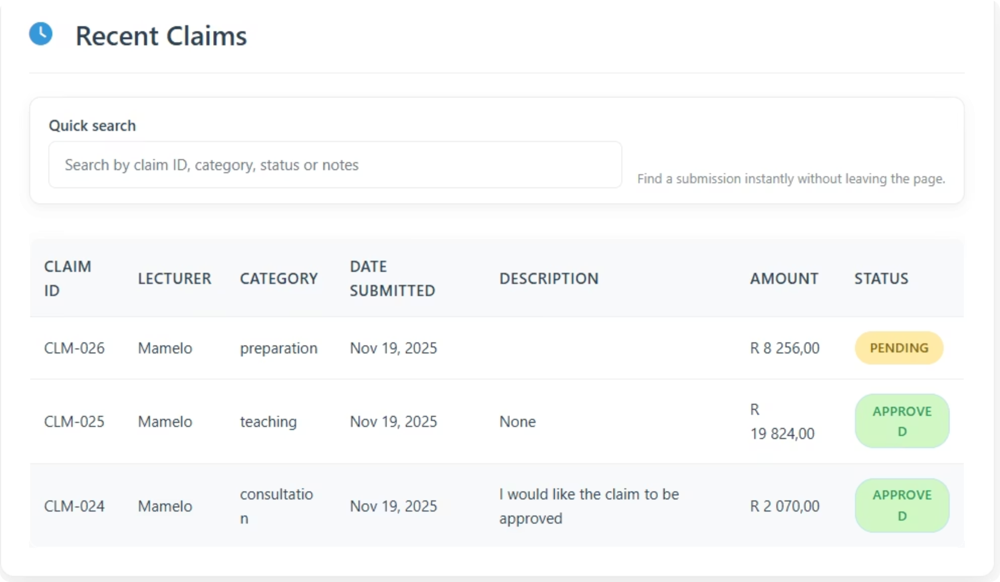 Recent Claims
Quick search
Search by claim ID, category, status or notes
Find a submission instantly without leaving the page.
CLAIM
ID
LECTURER
CATEGORY
DATE
SUBMITTED
DESCRIPTION
AMOUNT
STATUS
CLM-026
Mamelo
preparation
Nov 19, 2025
R 8 256,00
PENDING
CLM-025
Mamelo
teaching
Nov 19, 2025
None
R
19 824,00
APPROVE
D
CLM-024
Mamelo
consultatio
n
Nov 19, 2025
I would like the claim to be
approved
R 2 070,00
APPROVE
D